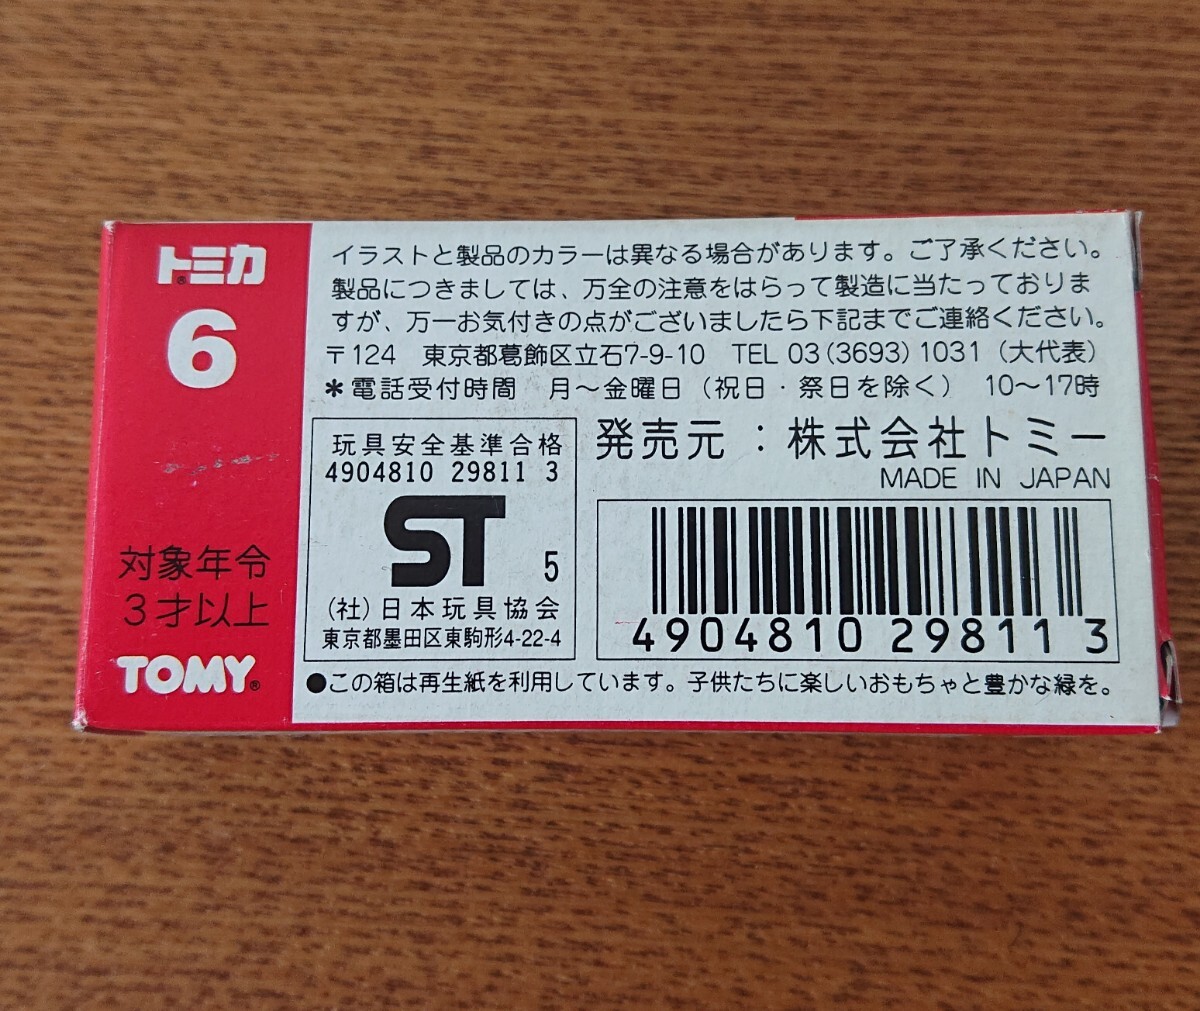 トミカ®
6
対象年令
3才以上
TOMY®
イラストと製品のカラーは異なる場合があります。ご了承ください。
製品につきましては、万全の注意をはらって製造に当たっておりま
すが、万一お気付きの点がございましたら下記までご連絡ください。
〒124 東京都葛飾区立石7-9-10 TEL 03(3693)1031(大代表)
＊電話受付時間 月〜金曜日(祝日・祭日を除く) 10〜17時
玩具安全基準合格
4904810 29811 3
ST 5
(社)日本玩具協会
東京都墨田区東駒形4-22-4
発売元：株式会社トミー
MADE IN JAPAN
4904810 29811 3
●この箱は再生紙を利用しています。子供たちに楽しいおもちゃと豊かな緑を。